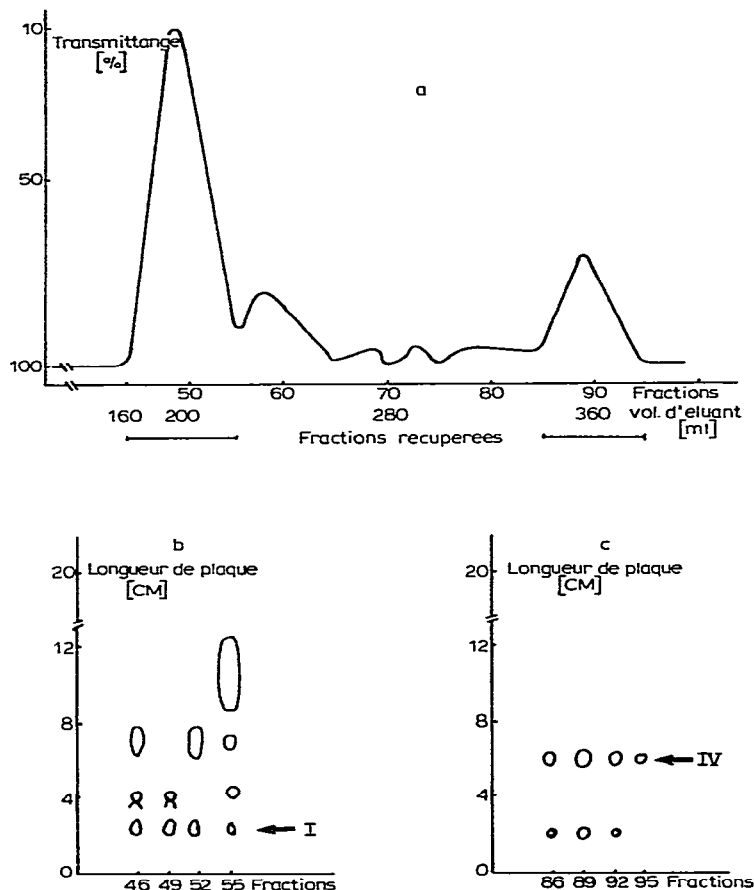 10
Transmittange
[%]
a
50
100
50 60 70 80 90 Fractions
160 200 280 360 vol. d'eluant
[ml]
Fractions recuperees
b
20
Longueur de plaque
[CM]
12
8
4
I
0
46 49 52 55 Fractions
c
20
Longueur de plaque
[CM]
12
8
IV
4
0
86 89 92 95 Fractions